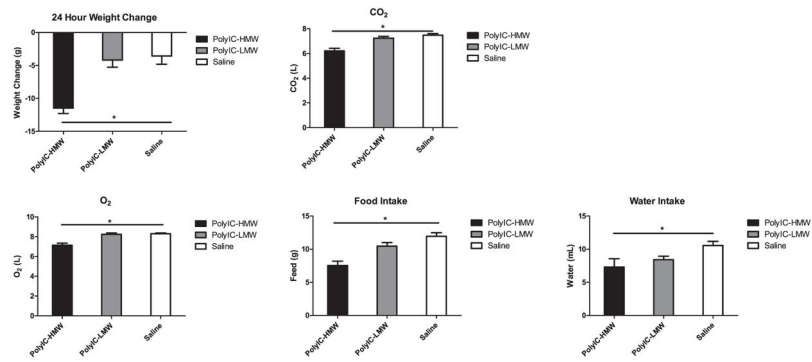 24 Hour Weight Change
0
-5
-10
-15
Weight Change (g)
*
PolyIC-HMW
PolyIC-LMW
Saline
PolyIC-HMW
PolyIC-LMW
Saline
CO2
8
6
4
2
0
CO2 (L)
*
PolyIC-HMW
PolyIC-LMW
Saline
PolyIC-HMW
PolyIC-LMW
Saline
O2
10
8
6
4
2
0
O2 (L)
*
PolyIC-HMW
PolyIC-LMW
Saline
PolyIC-HMW
PolyIC-LMW
Saline
Food Intake
15
10
5
0
Feed (g)
*
PolyIC-HMW
PolyIC-LMW
Saline
PolyIC-HMW
PolyIC-LMW
Saline
Water Intake
15
10
5
0
Water (mL)
*
PolyIC-HMW
PolyIC-LMW
Saline
PolyIC-HMW
PolyIC-LMW
Saline